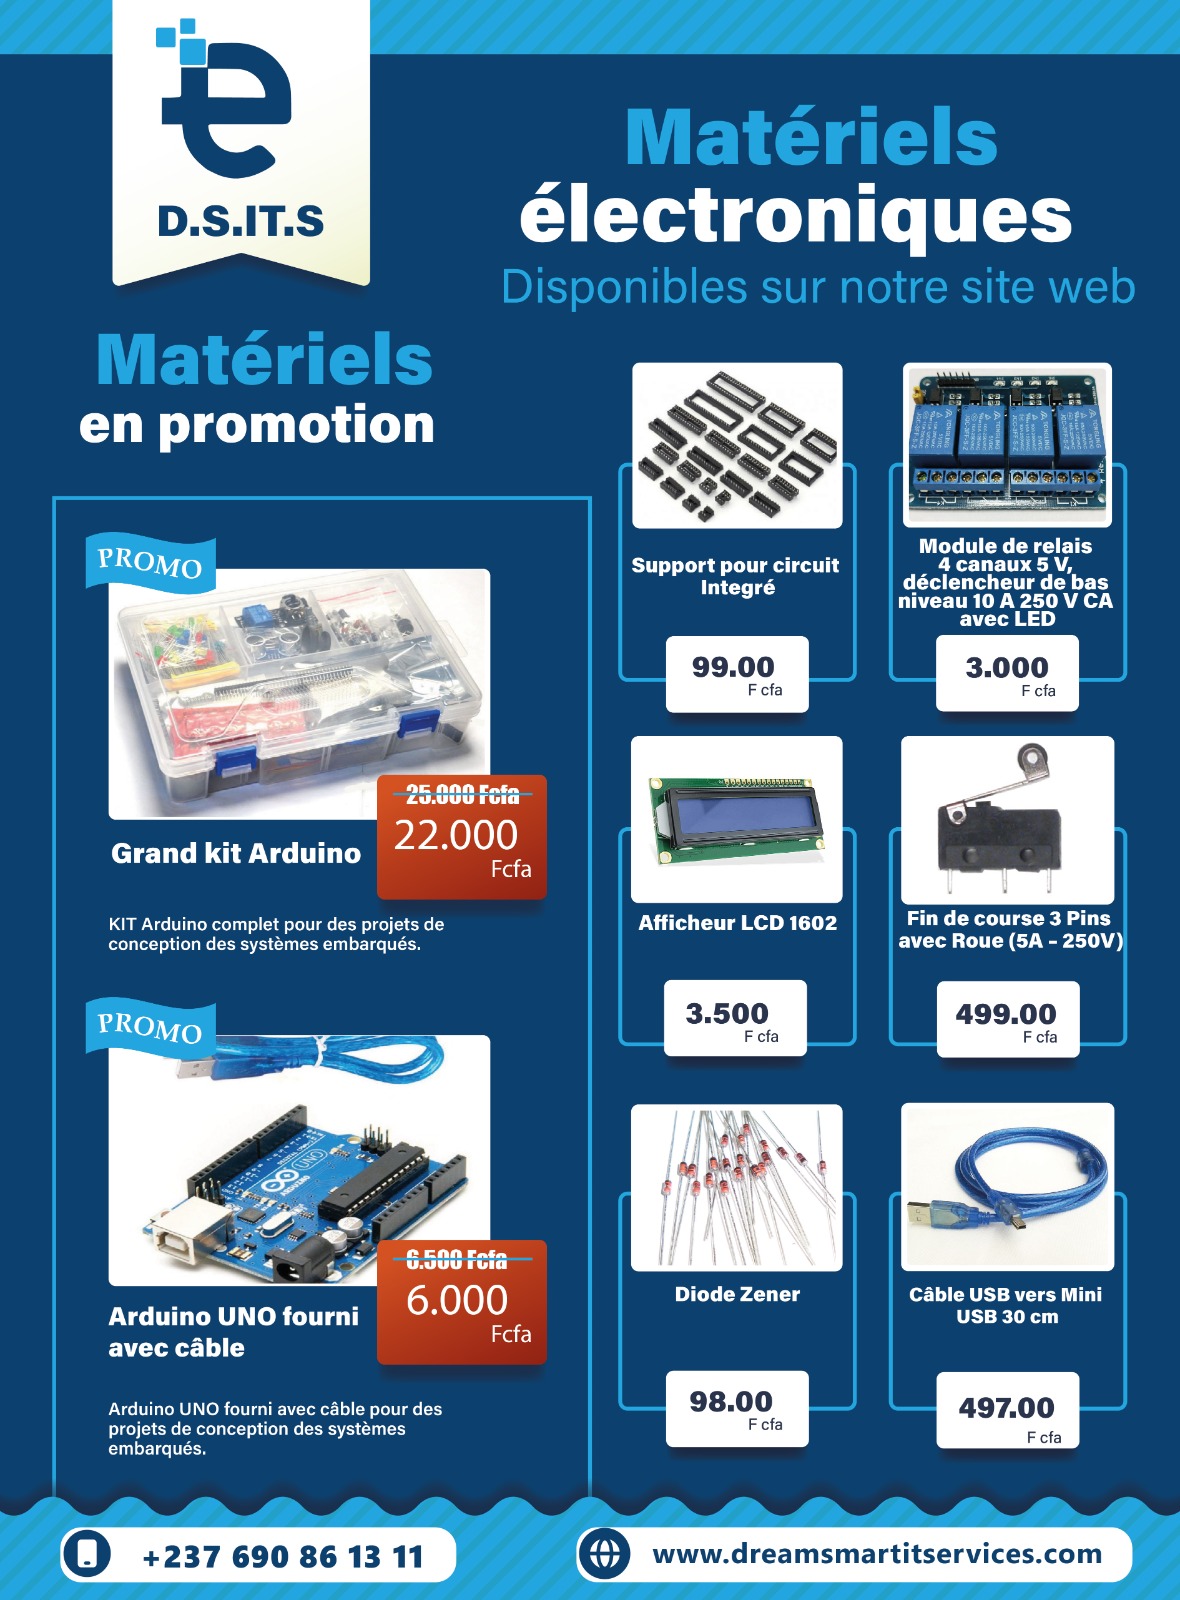 e
D.S.IT.S
Matériels
électroniques
Disponibles sur notre site web
Matériels
en promotion
PROMO
25.000 Fcfa
22.000
Fcfa
Grand kit Arduino
KIT Arduino complet pour des projets de
conception des systèmes embarqués.
PROMO
6.500 Fcfa
6.000
Fcfa
Arduino UNO fourni
avec câble
Arduino UNO fourni avec câble pour des
projets de conception des systèmes
embarqués.
Support pour circuit
Integré
99.00
F cfa
Module de relais
4 canaux 5 V,
déclencheur de bas
niveau 10 A 250 V CA
avec LED
3.000
F cfa
Afficheur LCD 1602
3.500
F cfa
Fin de course 3 Pins
avec Roue (5A - 250V)
499.00
F cfa
Diode Zener
98.00
F cfa
Câble USB vers Mini
USB 30 cm
497.00
F cfa
+237 690 86 13 11
www.dreamsmartitservices.com